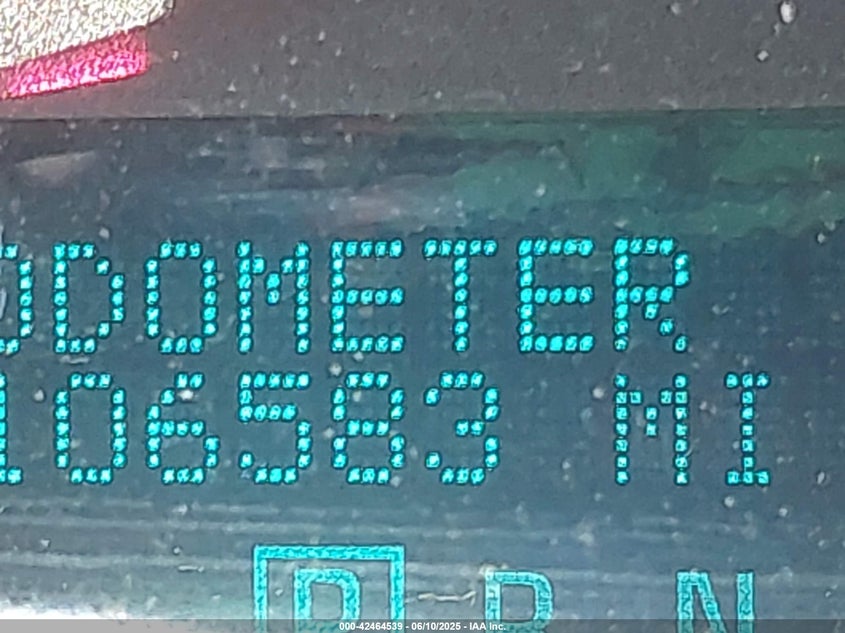 ODOMETER
106583 MI
P R N
000-42464539 - 06/10/2025 - IAA Inc.